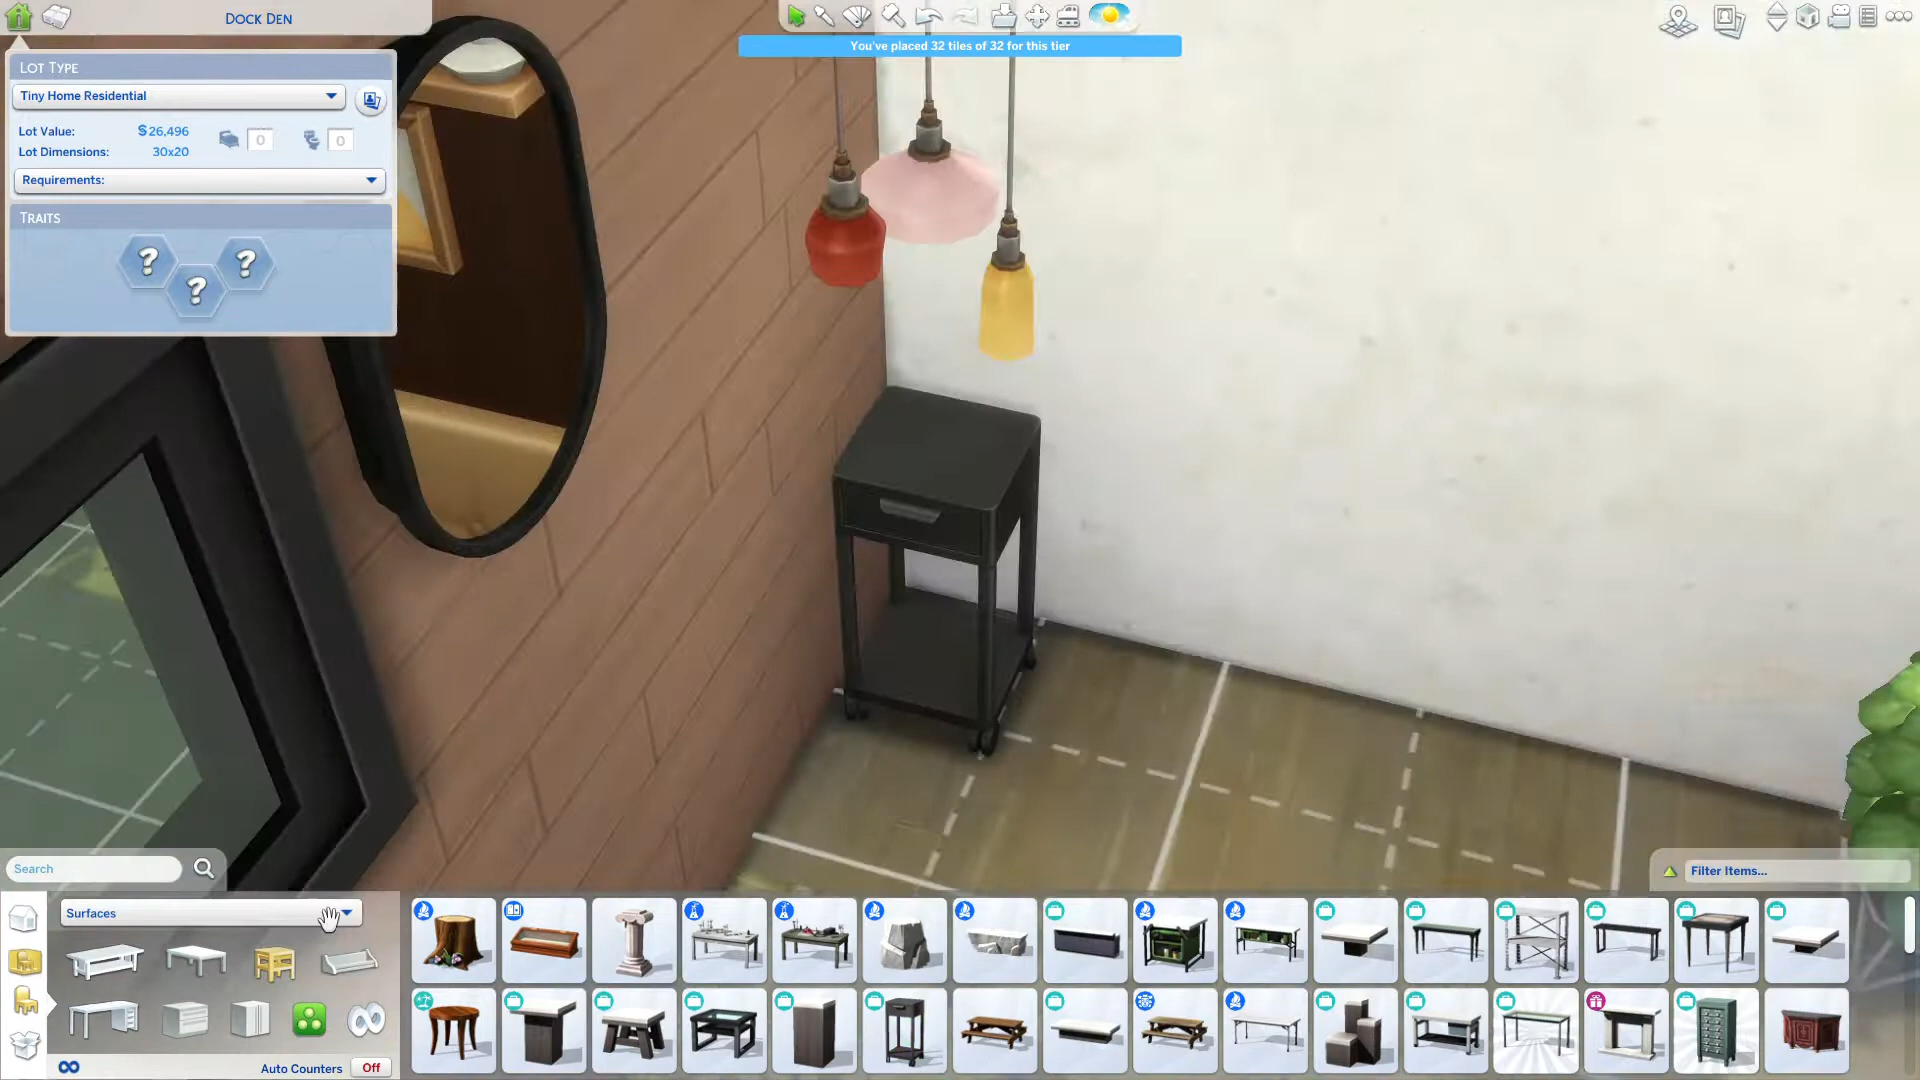 DOCK DEN
You've placed 32 tiles of 32 for this tier
LOT TYPE
Tiny Home Residential
Lot Value: $26,496
0
0
Lot Dimensions: 30x20
Requirements:
TRAITS
? ? ?
Search
Filter Items...
Surfaces
Auto Counters Off